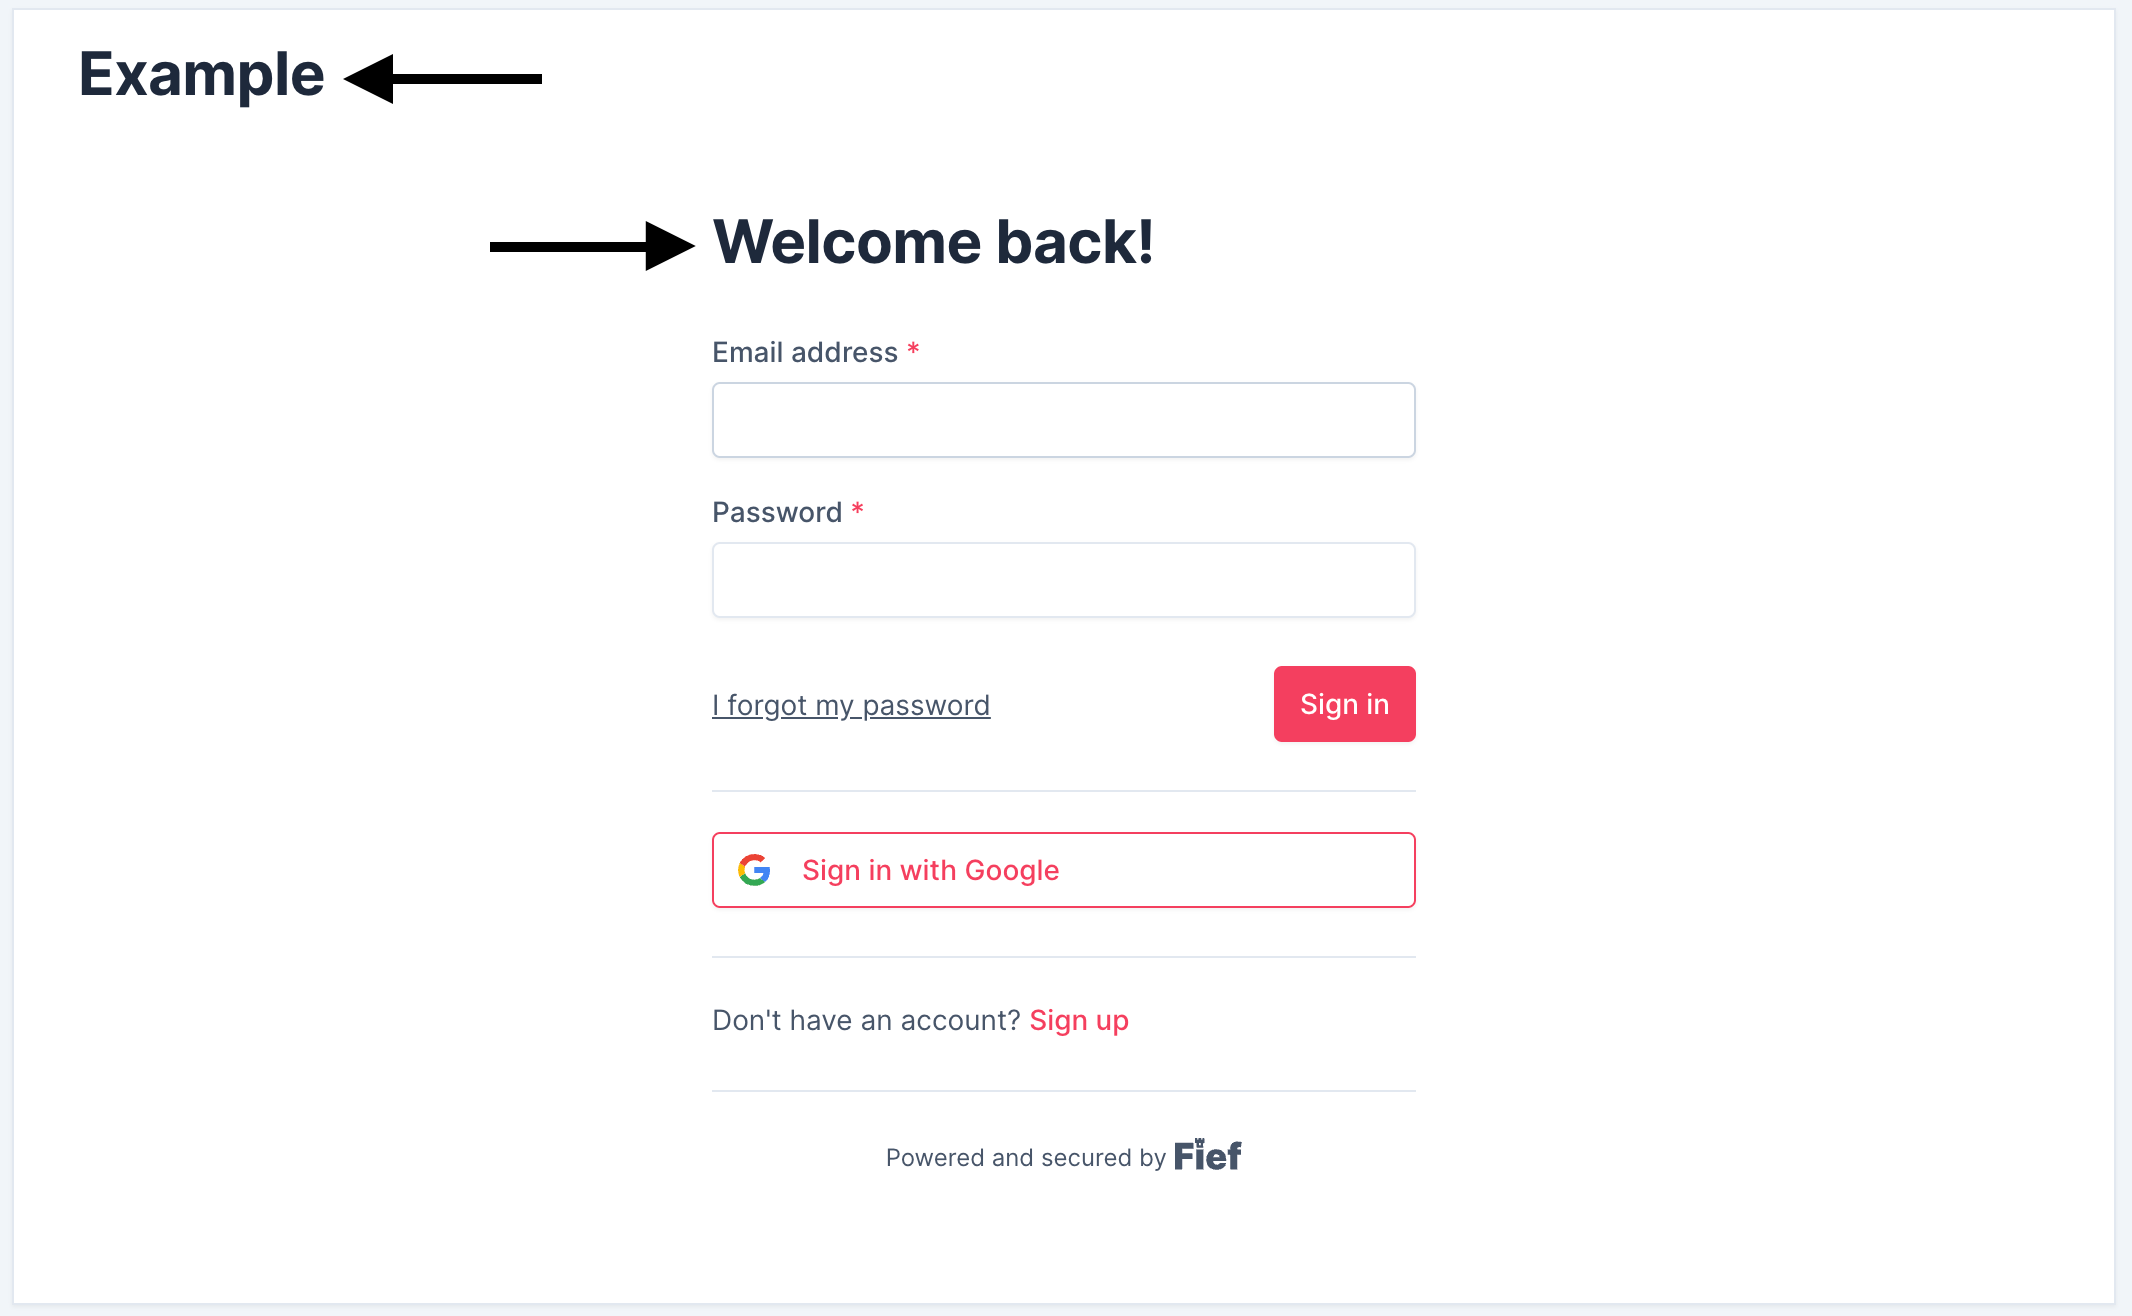 Example
Welcome back!
Email address *
Password *
I forgot my password
Sign in
Sign in with Google
Don't have an account? Sign up
Powered and secured by Fief